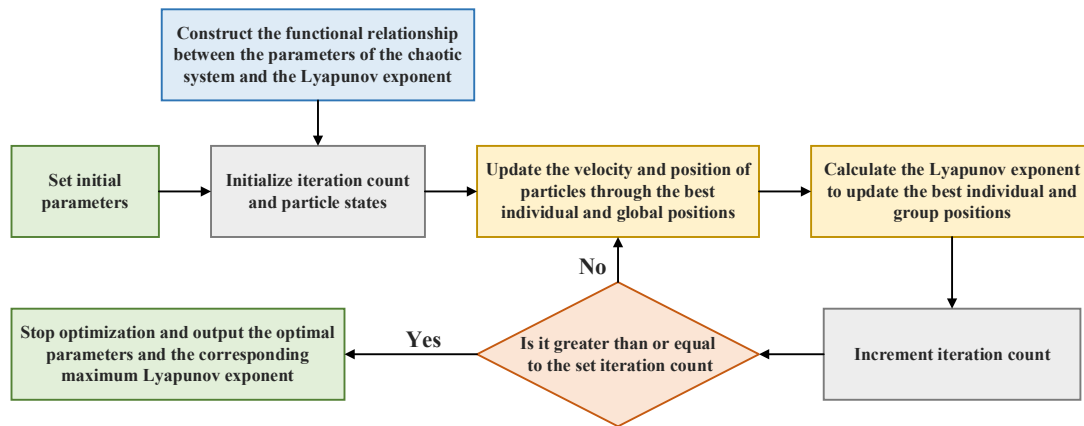 Construct the functional relationship
between the parameters of the chaotic
system and the Lyapunov exponent
Set initial
parameters
Initialize iteration count
and particle states
Update the velocity and position of
particles through the best
individual and global positions
Calculate the Lyapunov exponent
to update the best individual and
group positions
No
Stop optimization and output the optimal
parameters and the corresponding
maximum Lyapunov exponent
Yes
Is it greater than or equal
to the set iteration count
Increment iteration count